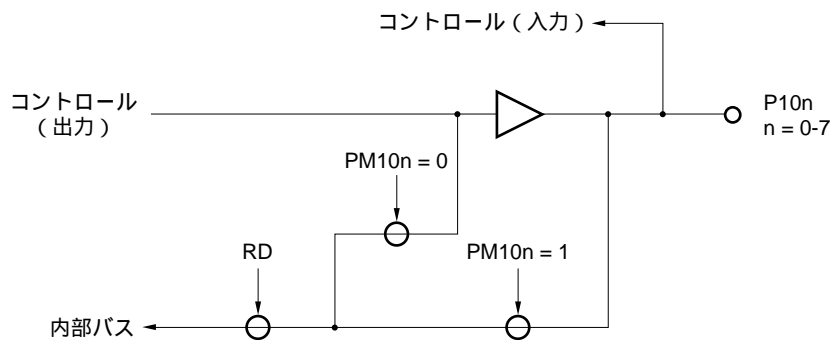 コントロール（入力）
コントロール
（出力）
P10n
n = 0-7
PM10n = 0
RD
PM10n = 1
内部バス